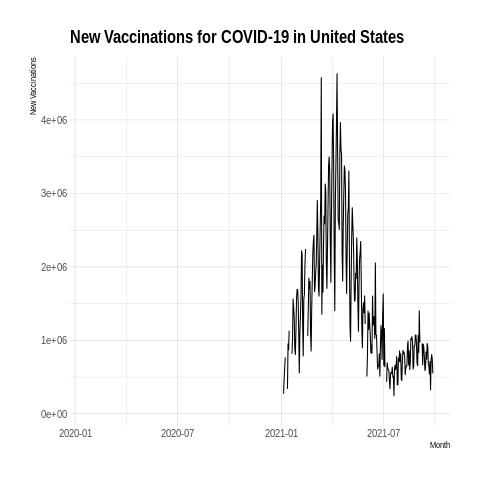 New Vaccinations for COVID-19 in United States
New Vaccinations
4e+06
3e+06
2e+06
1e+06
0e+00
2020-01 2020-07 2021-01 2021-07
Month